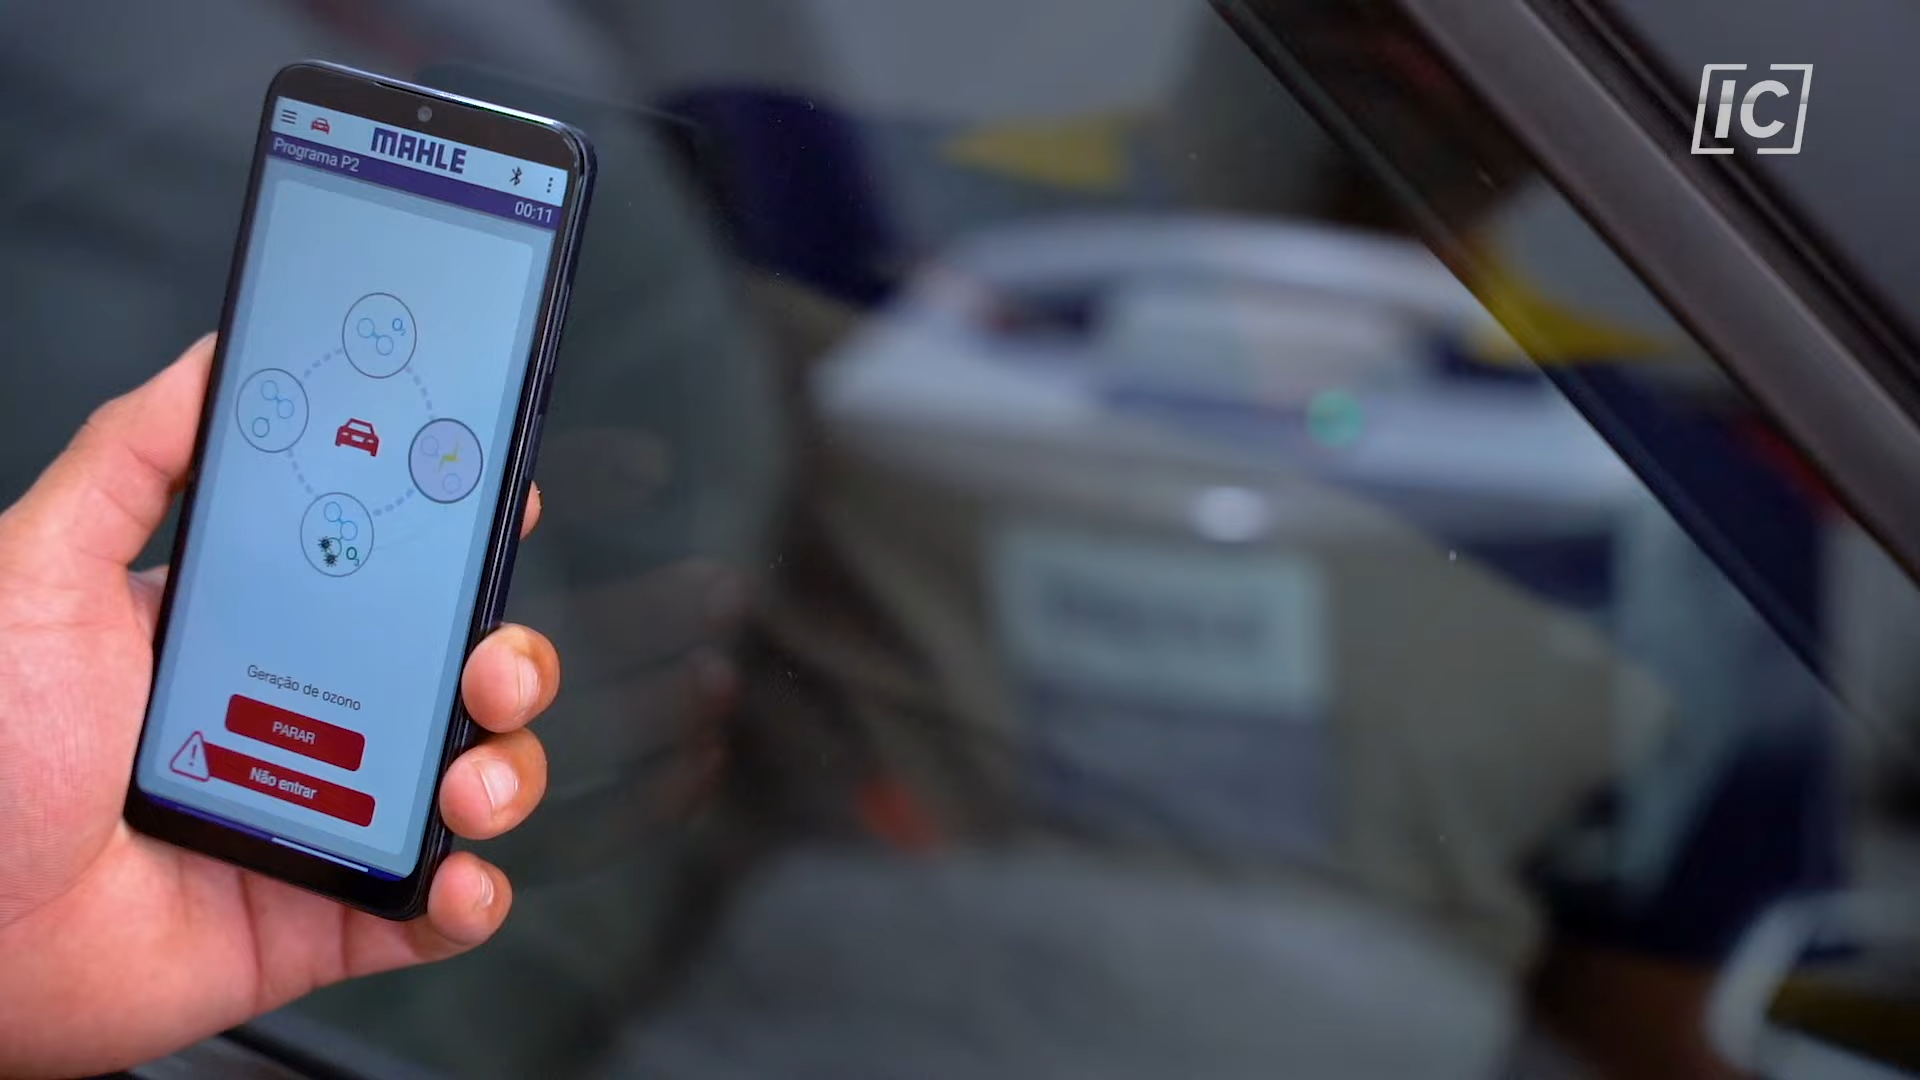 MAHLE
Programa P2
00:11
O₃
O₃
Geração de ozono
PARAR
Não entrar
[IC]